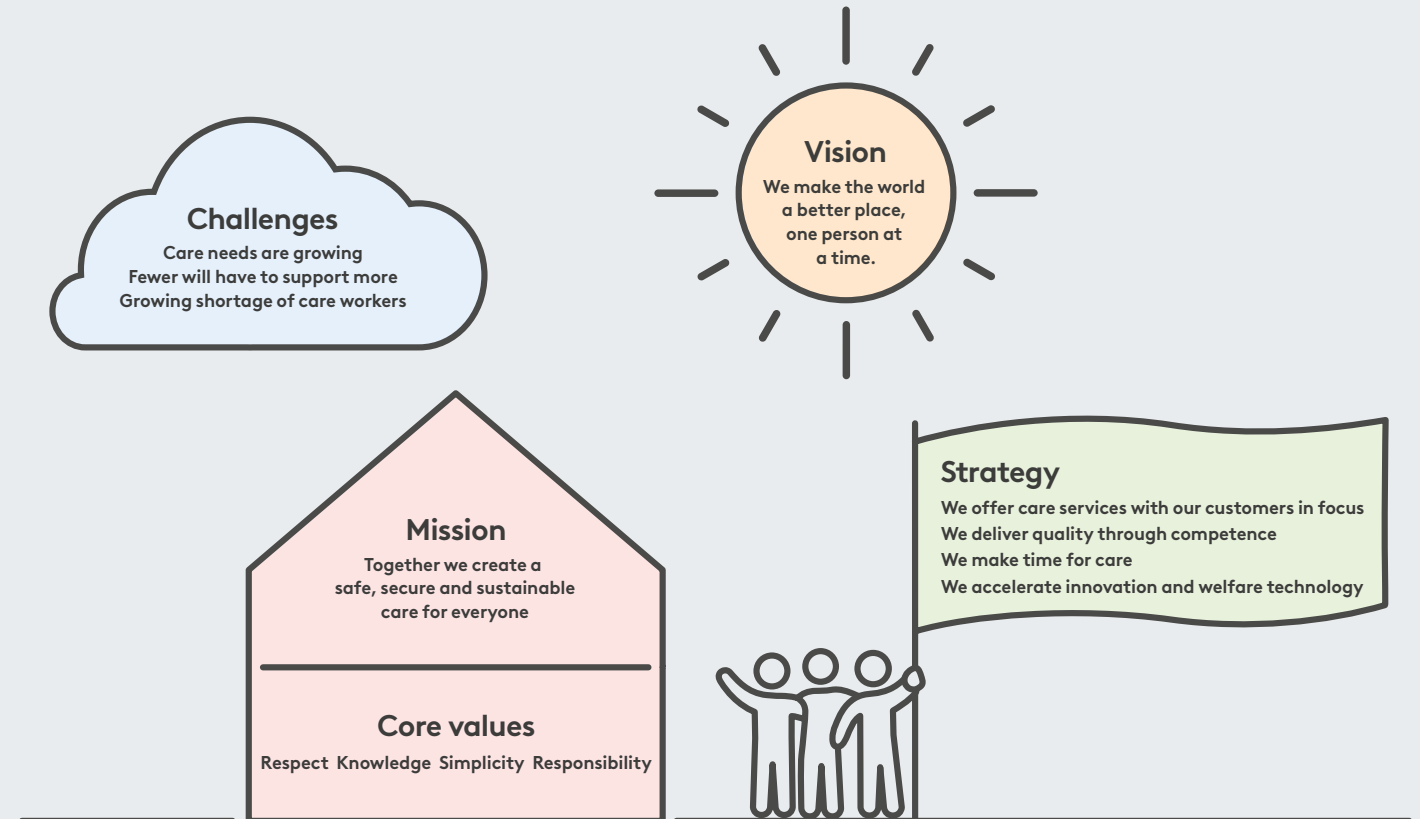 Challenges
Care needs are growing
Fewer will have to support more
Growing shortage of care workers
Vision
We make the world
a better place,
one person at
a time.
Mission
Together we create a
safe, secure and sustainable
care for everyone
Core values
Respect Knowledge Simplicity Responsibility
Strategy
We offer care services with our customers in focus
We deliver quality through competence
We make time for care
We accelerate innovation and welfare technology